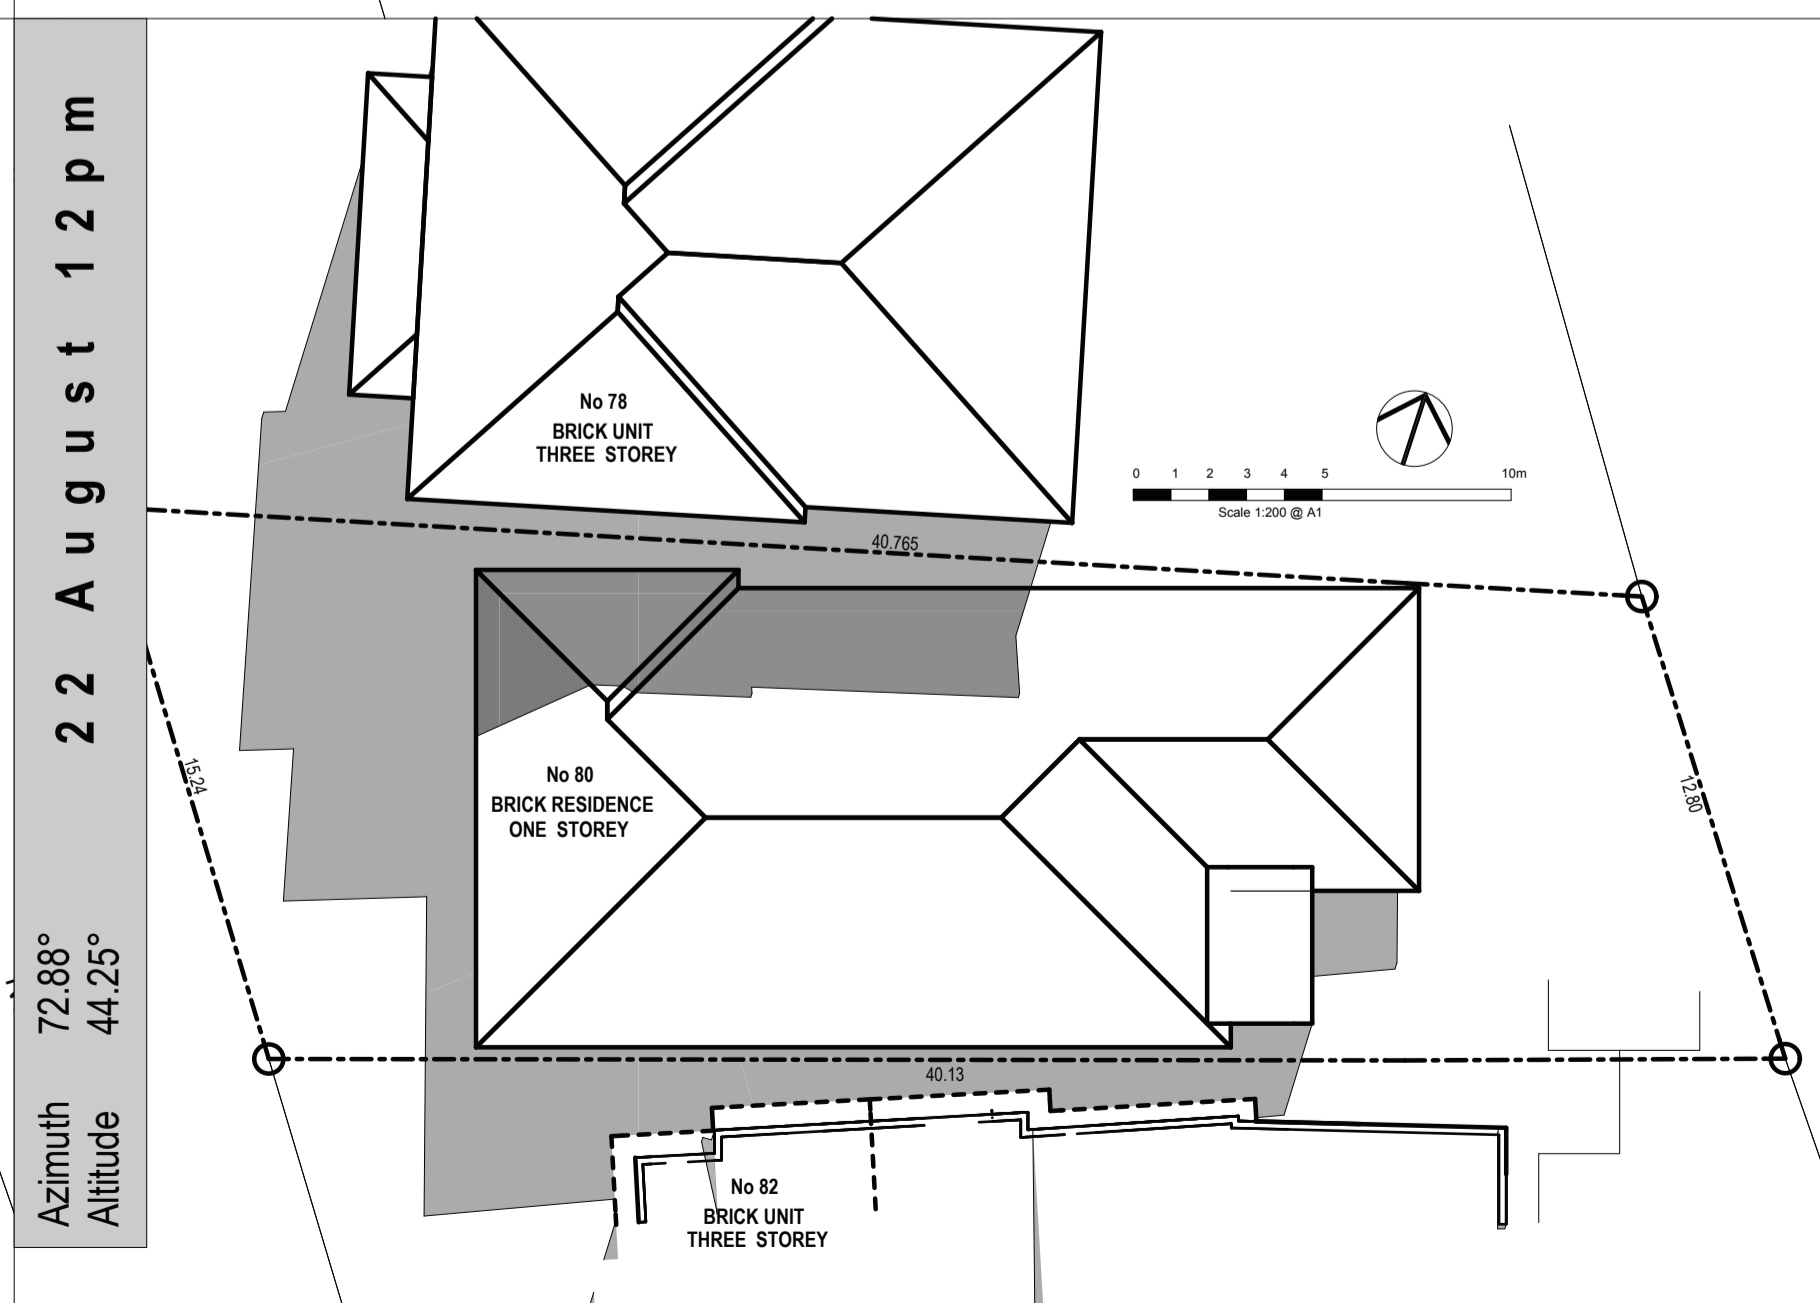 22 August 12pm
Azimuth 72.88°
Altitude 44.25°
No 78
BRICK UNIT
THREE STOREY
0 1 2 3 4 5 10m
Scale 1:200 @ A1
40.765
15.24
No 80
BRICK RESIDENCE
ONE STOREY
12.80
40.13
No 82
BRICK UNIT
THREE STOREY